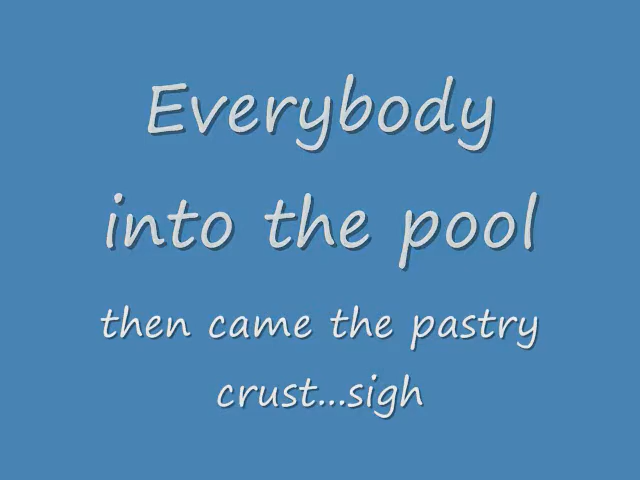 Everybody
into the pool
then came the pastry
crust...sigh